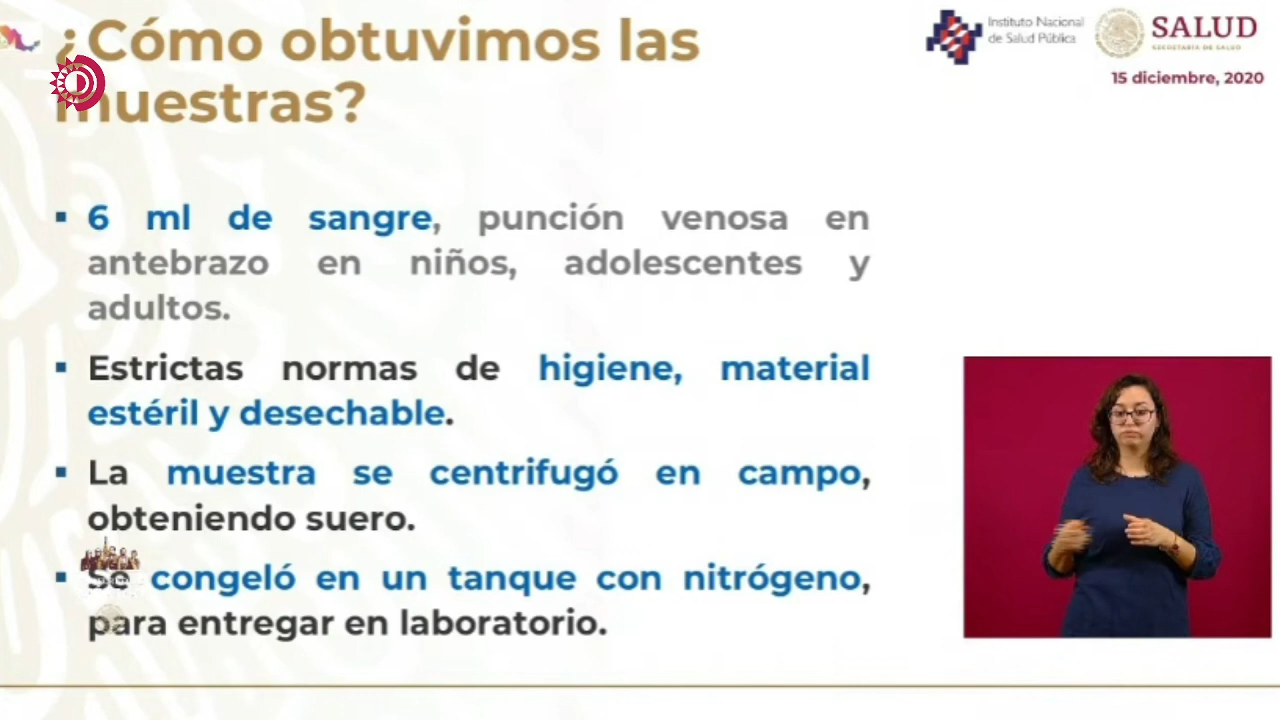 ¿Cómo obtuvimos las
muestras?
Instituto Nacional
de Salud Pública
SALUD
SECRETARÍA DE SALUD
15 diciembre, 2020
▪ 6 ml de sangre, punción venosa en
antebrazo en niños, adolescentes y
adultos.
▪ Estrictas normas de higiene, material
estéril y desechable.
▪ La muestra se centrifugó en campo,
obteniendo suero.
▪ Se congeló en un tanque con nitrógeno,
para entregar en laboratorio.